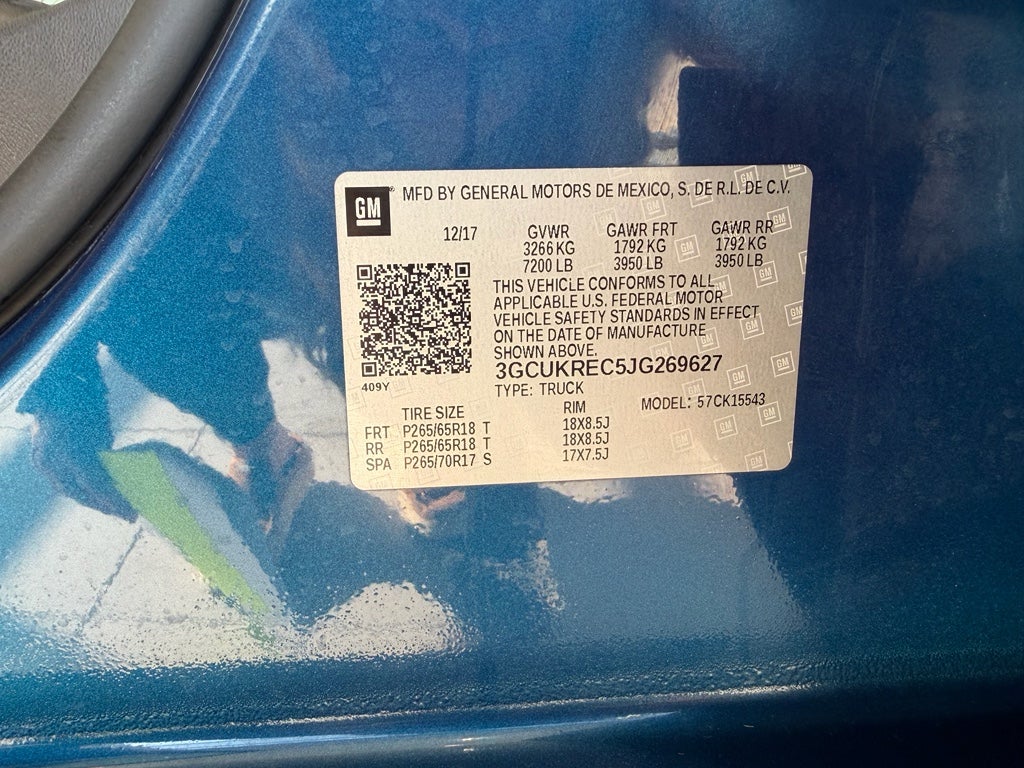 GM MFD BY GENERAL MOTORS DE MEXICO, S. DE R.L. DE C.V.
12/17 GVWR GAWR FRT GAWR RR
3266 KG 1792 KG 1792 KG
7200 LB 3950 LB 3950 LB
THIS VEHICLE CONFORMS TO ALL
APPLICABLE U.S. FEDERAL MOTOR
VEHICLE SAFETY STANDARDS IN EFFECT
ON THE DATE OF MANUFACTURE
SHOWN ABOVE.
409Y
3GCUKREC5JG269627
TYPE: TRUCK
MODEL: 57CK15543
TIRE SIZE RIM
FRT P265/65R18 T 18X8.5J
RR P265/65R18 T 18X8.5J
SPA P265/70R17 S 17X7.5J